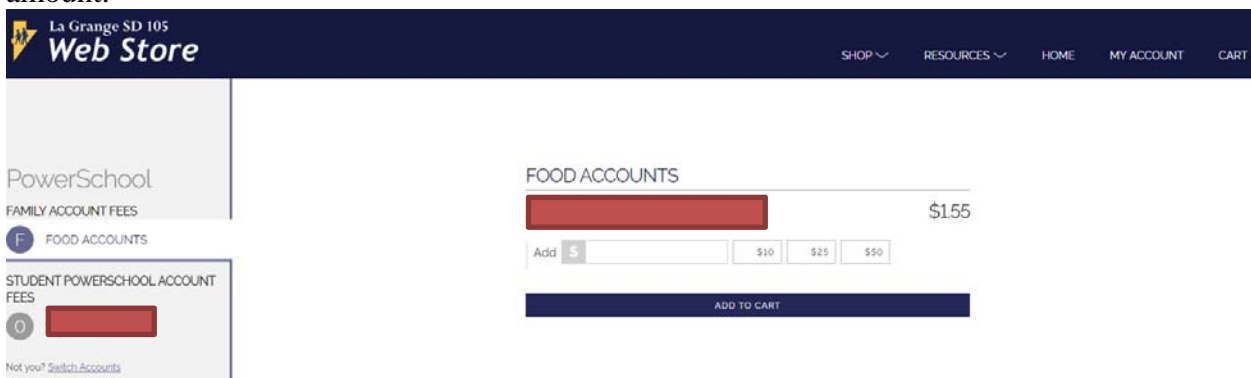 amount.
La Grange SD 105
Web Store
SHOP RESOURCES HOME MY ACCOUNT CART
PowerSchool
FAMILY ACCOUNT FEES
F FOOD ACCOUNTS
STUDENT POWERSCHOOL ACCOUNT
FEES
O
Not you? Switch Accounts
FOOD ACCOUNTS
$1.55
Add $ $10 $25 $50
ADD TO CART